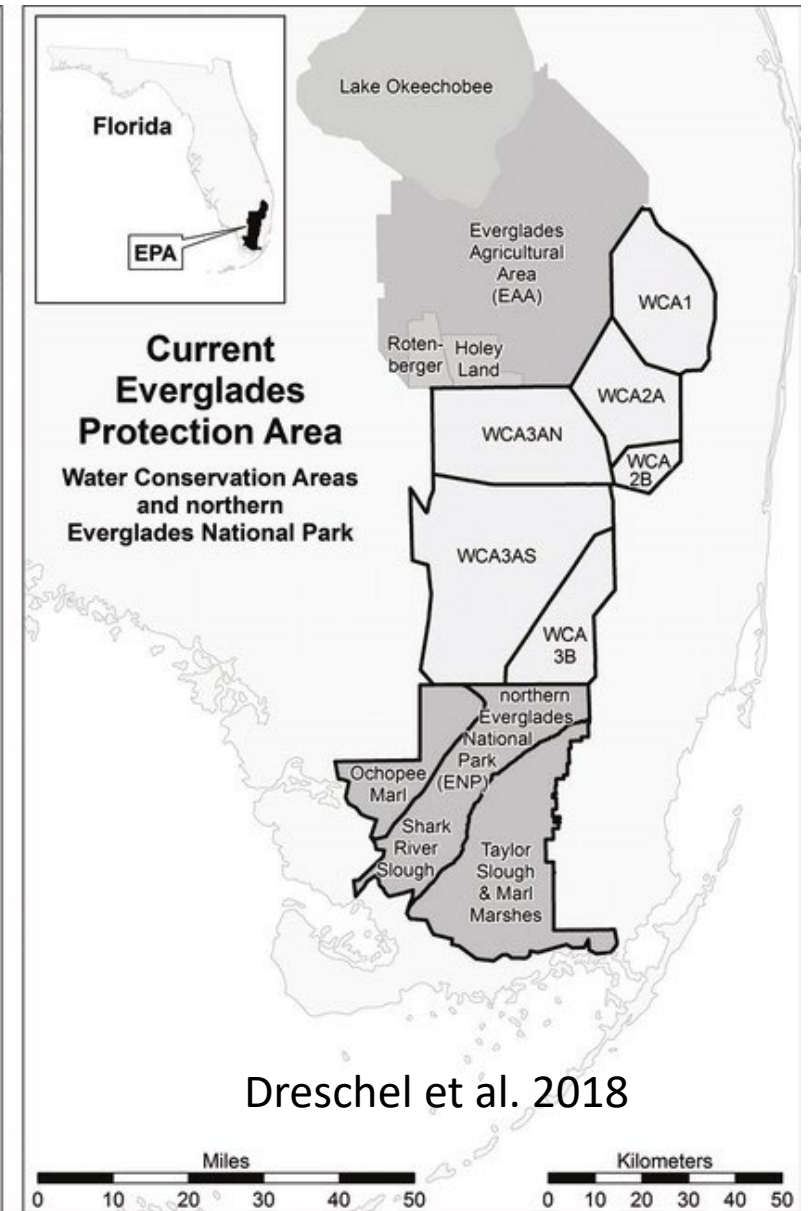 Florida
EPA
Current
Everglades
Protection Area
Water Conservation Areas
and northern
Everglades National Park
Lake Okeechobee
Everglades
Agricultural
Area
(EAA)
Roten-
berger
Holey
Land
WCA1
WCA2A
WCA
2B
WCA3AN
WCA3AS
WCA
3B
northern
Everglades
National
Park
(ENP)
Ochopee
Marl
Shark
River
Slough
Taylor
Slough
& Marl
Marshes
Dreschel et al. 2018
Miles
0 10 20 30 40 50
Kilometers
0 10 20 30 40 50